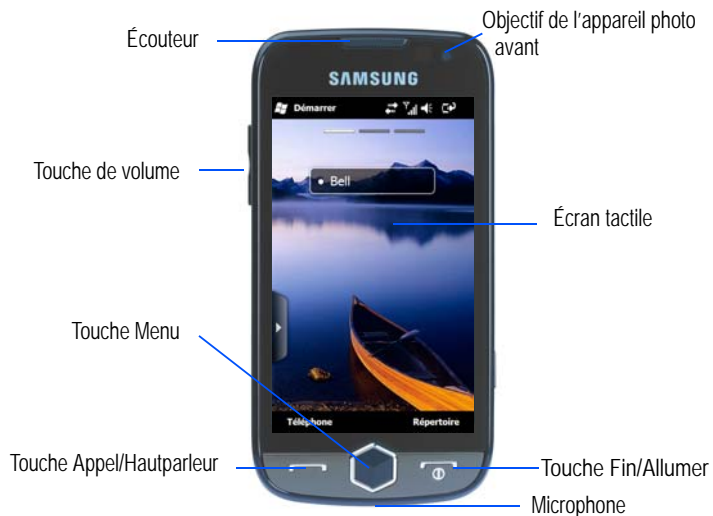 Objectif de l'appareil photo
avant
Écouteur
SAMSUNG
Démarrer
Touche de volume
Bell
Écran tactile
Touche Menu
Téléphone
Répertoire
Touche Appel/Hautparleur
Touche Fin/Allumer
Microphone